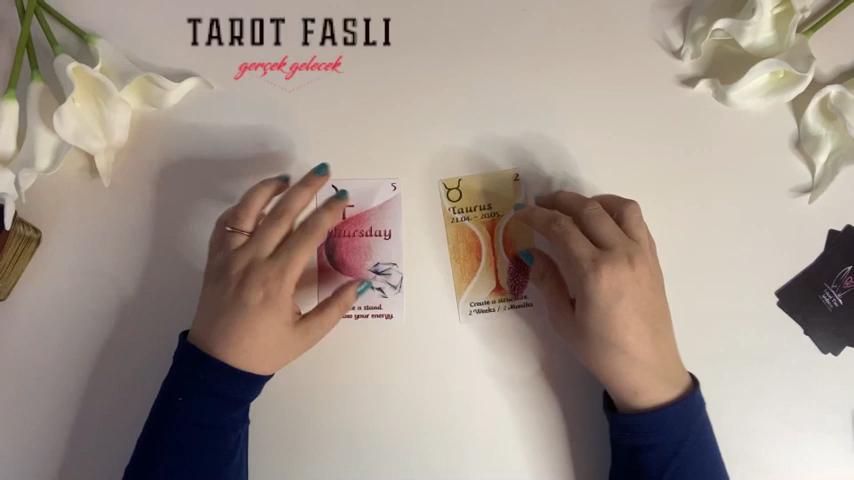 TAROT FASLI
gerçek gelecek
5
Thursday
your energy.
2
Taurus
21.04. - 20.05.
Create a structure.
2 Weeks / 2 Months